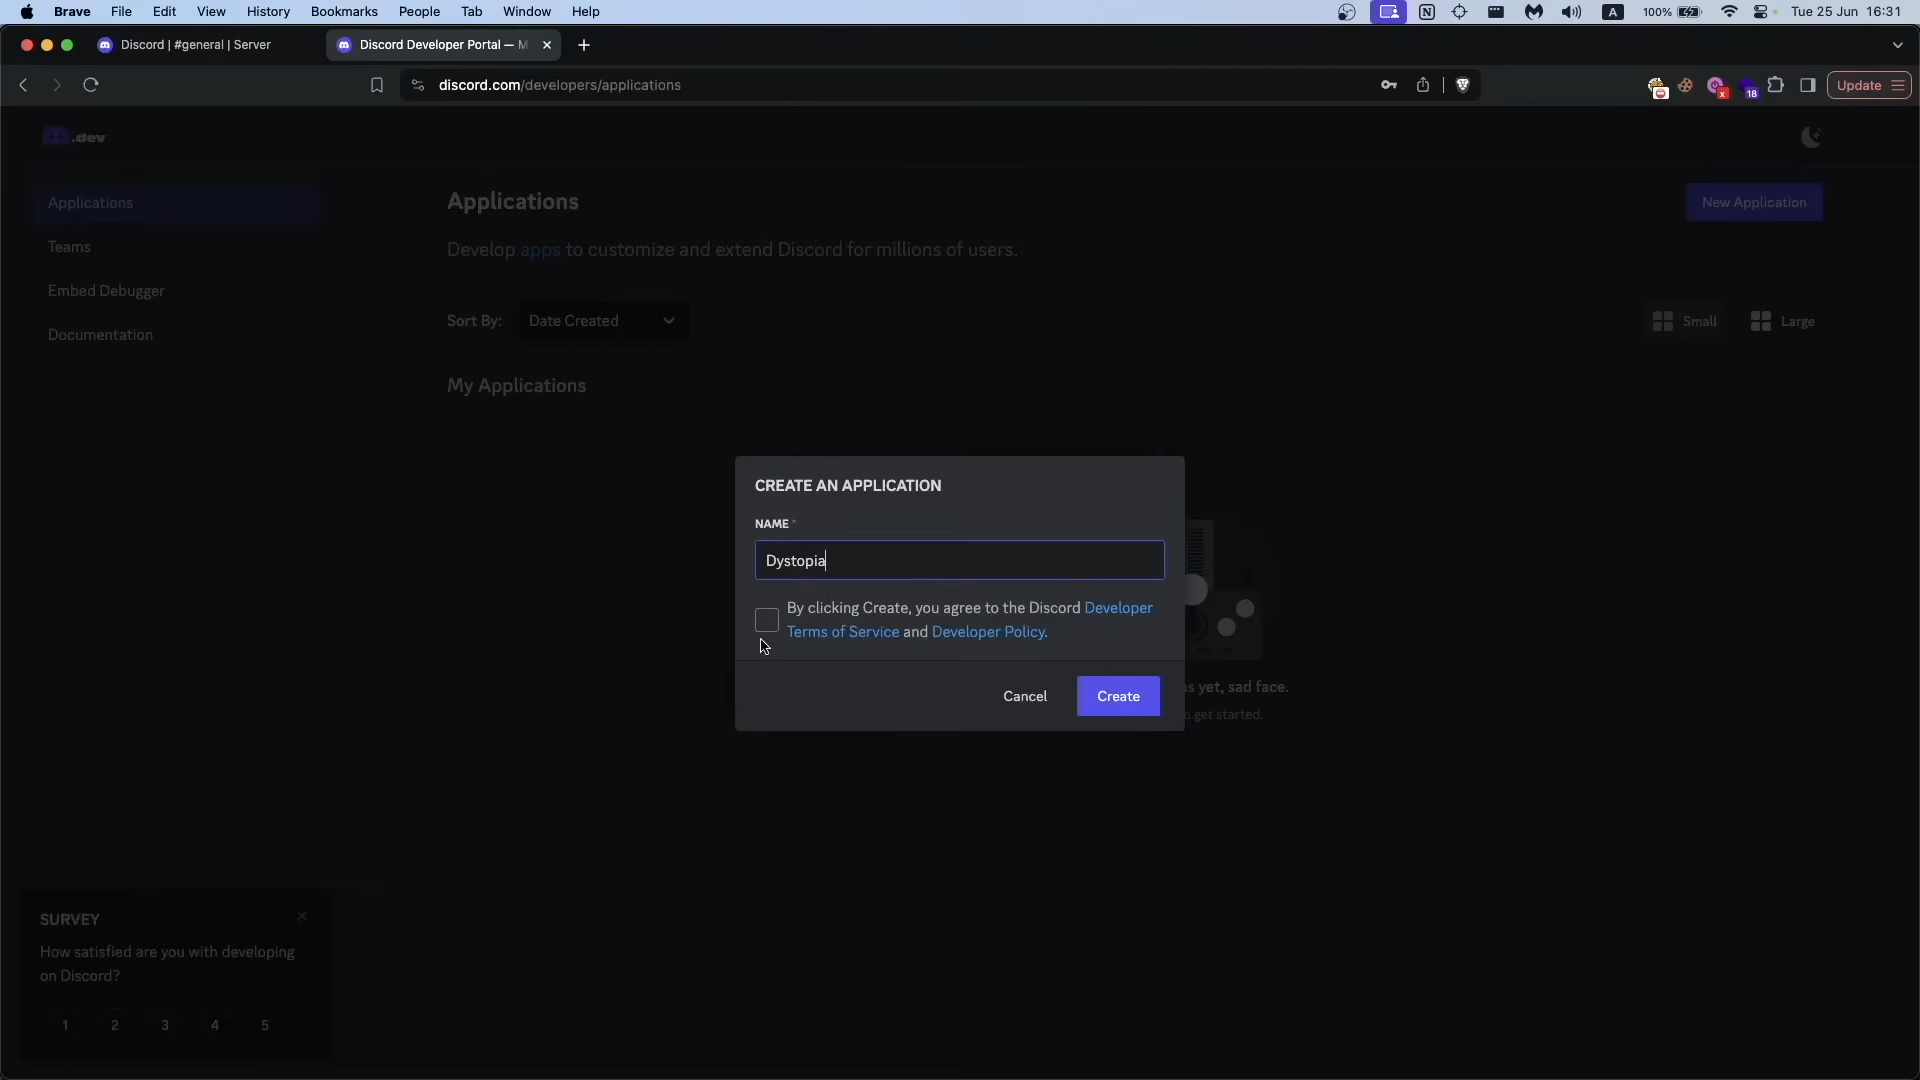 Brave File Edit View History Bookmarks People Tab Window Help
A 100% Tue 25 Jun 16:31
Discord | #general | Server
Discord Developer Portal — M
discord.com/developers/applications
18
Update
.dev
Applications
Teams
Embed Debugger
Documentation
Applications
New Application
Develop apps to customize and extend Discord for millions of users.
Sort By: Date Created
Small Large
My Applications
CREATE AN APPLICATION
NAME *
Dystopia
By clicking Create, you agree to the Discord Developer
Terms of Service and Developer Policy.
Cancel Create
s yet, sad face.
o get started.
SURVEY
How satisfied are you with developing
on Discord?
1 2 3 4 5